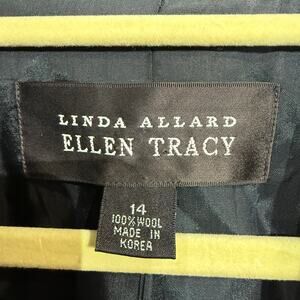 LINDA ALLARD
ELLEN TRACY
14
100% WOOL
MADE IN
KOREA